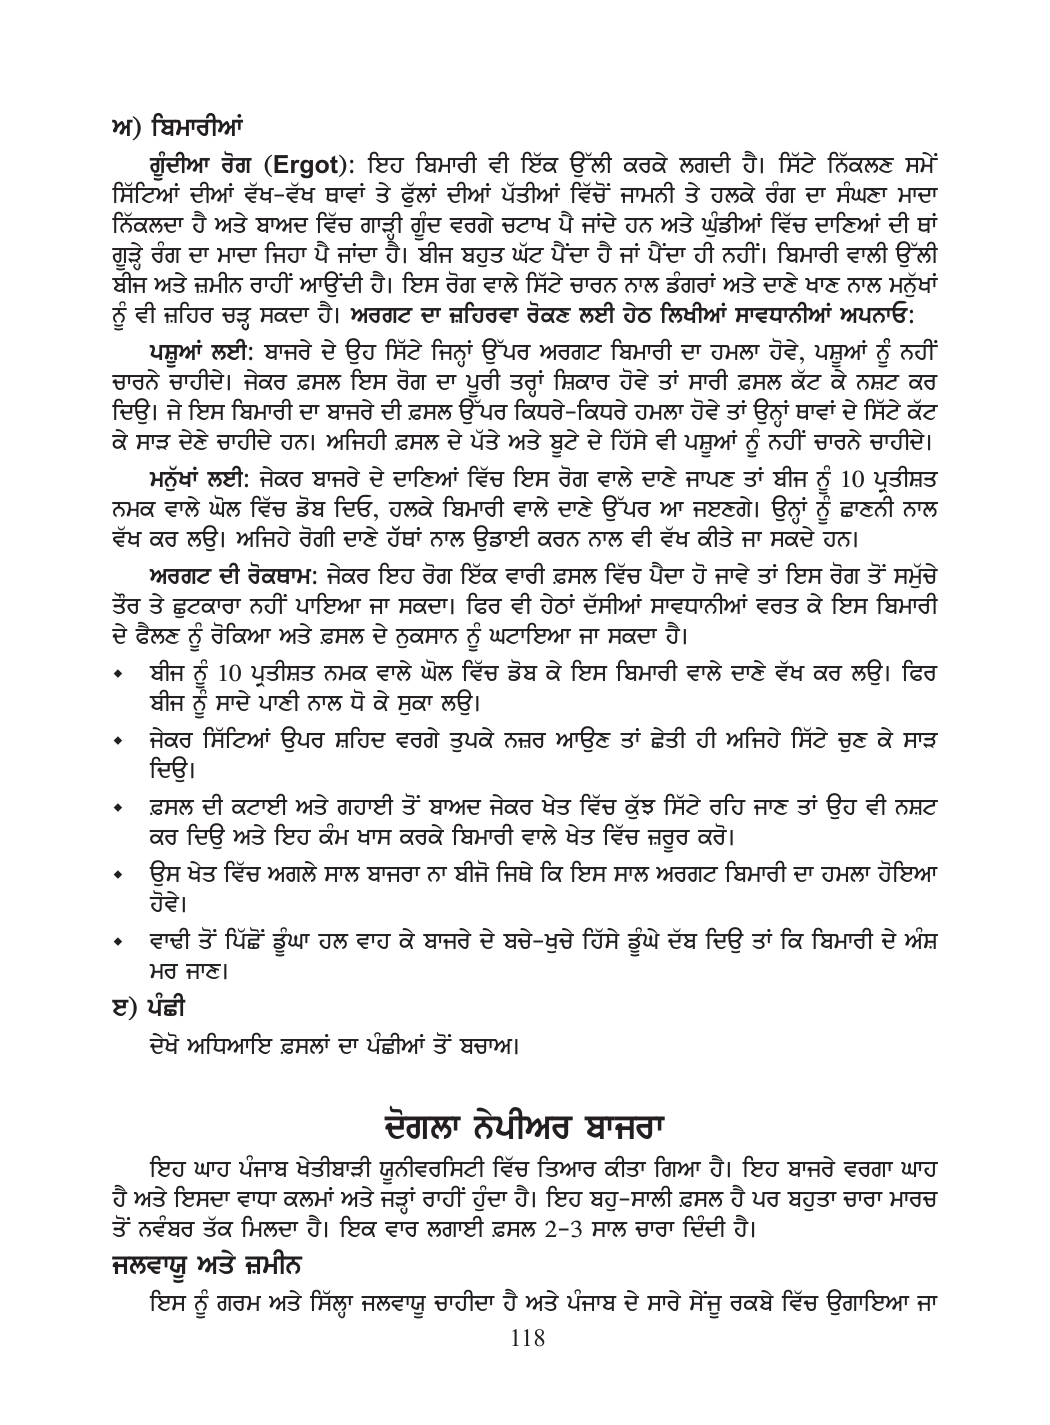 ਅ) ਬਿਮਾਰੀਆਂ
ਗੂੰਦੀਆ ਰੋਗ (Ergot): ਇਹ ਬਿਮਾਰੀ ਵੀ ਇੱਕ ਉੱਲੀ ਕਰਕੇ ਲਗਦੀ ਹੈ। ਸਿੱਟੇ ਨਿੱਕਲਣ ਸਮੇਂ
ਸਿੱਟਿਆਂ ਦੀਆਂ ਵੱਖ-ਵੱਖ ਥਾਵਾਂ ਤੇ ਫੁੱਲਾਂ ਦੀਆਂ ਪੱਤੀਆਂ ਵਿੱਚੋਂ ਜਾਮਨੀ ਤੇ ਹਲਕੇ ਰੰਗ ਦਾ ਸੰਘਣਾ ਮਾਦਾ
ਨਿੱਕਲਦਾ ਹੈ ਅਤੇ ਬਾਅਦ ਵਿੱਚ ਗਾੜ੍ਹੀ ਗੂੰਦ ਵਰਗੇ ਚਟਾਖ ਪੈ ਜਾਂਦੇ ਹਨ ਅਤੇ ਘੁੰਡੀਆਂ ਵਿੱਚ ਦਾਣਿਆਂ ਦੀ ਥਾਂ
ਗੂੜ੍ਹੇ ਰੰਗ ਦਾ ਮਾਦਾ ਜਿਹਾ ਪੈ ਜਾਂਦਾ ਹੈ। ਬੀਜ ਬਹੁਤ ਘੱਟ ਪੈਂਦਾ ਹੈ ਜਾਂ ਪੈਂਦਾ ਹੀ ਨਹੀਂ। ਬਿਮਾਰੀ ਵਾਲੀ ਉੱਲੀ
ਬੀਜ ਅਤੇ ਜ਼ਮੀਨ ਰਾਹੀਂ ਆਉਂਦੀ ਹੈ। ਇਸ ਰੋਗ ਵਾਲੇ ਸਿੱਟੇ ਚਾਰਨ ਨਾਲ ਡੰਗਰਾਂ ਅਤੇ ਦਾਣੇ ਖਾਣ ਨਾਲ ਮਨੁੱਖਾਂ
ਨੂੰ ਵੀ ਜ਼ਹਿਰ ਚੜ੍ਹ ਸਕਦਾ ਹੈ। ਅਰਗਟ ਦਾ ਜ਼ਹਿਰਵਾ ਰੋਕਣ ਲਈ ਹੇਠ ਲਿਖੀਆਂ ਸਾਵਧਾਨੀਆਂ ਅਪਨਾਓ:
ਪਸ਼ੂਆਂ ਲਈ: ਬਾਜਰੇ ਦੇ ਉਹ ਸਿੱਟੇ ਜਿਨ੍ਹਾਂ ਉੱਪਰ ਅਰਗਟ ਬਿਮਾਰੀ ਦਾ ਹਮਲਾ ਹੋਵੇ, ਪਸ਼ੂਆਂ ਨੂੰ ਨਹੀਂ
ਚਾਰਨੇ ਚਾਹੀਦੇ। ਜੇਕਰ ਫ਼ਸਲ ਇਸ ਰੋਗ ਦਾ ਪੂਰੀ ਤਰ੍ਹਾਂ ਸ਼ਿਕਾਰ ਹੋਵੇ ਤਾਂ ਸਾਰੀ ਫ਼ਸਲ ਕੱਟ ਕੇ ਨਸ਼ਟ ਕਰ
ਦਿਉ। ਜੇ ਇਸ ਬਿਮਾਰੀ ਦਾ ਬਾਜਰੇ ਦੀ ਫ਼ਸਲ ਉੱਪਰ ਕਿਧਰੇ-ਕਿਧਰੇ ਹਮਲਾ ਹੋਵੇ ਤਾਂ ਉਨ੍ਹਾਂ ਥਾਵਾਂ ਦੇ ਸਿੱਟੇ ਕੱਟ
ਕੇ ਸਾੜ ਦੇਣੇ ਚਾਹੀਦੇ ਹਨ। ਅਜਿਹੀ ਫ਼ਸਲ ਦੇ ਪੱਤੇ ਅਤੇ ਬੂਟੇ ਦੇ ਹਿੱਸੇ ਵੀ ਪਸ਼ੂਆਂ ਨੂੰ ਨਹੀਂ ਚਾਰਨੇ ਚਾਹੀਦੇ।
ਮਨੁੱਖਾਂ ਲਈ: ਜੇਕਰ ਬਾਜਰੇ ਦੇ ਦਾਣਿਆਂ ਵਿੱਚ ਇਸ ਰੋਗ ਵਾਲੇ ਦਾਣੇ ਜਾਪਣ ਤਾਂ ਬੀਜ ਨੂੰ 10 ਪ੍ਰਤੀਸ਼ਤ
ਨਮਕ ਵਾਲੇ ਘੋਲ ਵਿੱਚ ਡੋਬ ਦਿਓ, ਹਲਕੇ ਬਿਮਾਰੀ ਵਾਲੇ ਦਾਣੇ ਉੱਪਰ ਆ ਜਾਣਗੇ। ਉਨ੍ਹਾਂ ਨੂੰ ਛਾਣਨੀ ਨਾਲ
ਵੱਖ ਕਰ ਲਉ। ਅਜਿਹੇ ਰੋਗੀ ਦਾਣੇ ਹੱਥਾਂ ਨਾਲ ਉਡਾਈ ਕਰਨ ਨਾਲ ਵੀ ਵੱਖ ਕੀਤੇ ਜਾ ਸਕਦੇ ਹਨ।
ਅਰਗਟ ਦੀ ਰੋਕਥਾਮ: ਜੇਕਰ ਇਹ ਰੋਗ ਇੱਕ ਵਾਰੀ ਫ਼ਸਲ ਵਿੱਚ ਪੈਦਾ ਹੋ ਜਾਵੇ ਤਾਂ ਇਸ ਰੋਗ ਤੋਂ ਸਮੁੱਚੇ
ਤੌਰ ਤੇ ਛੁਟਕਾਰਾ ਨਹੀਂ ਪਾਇਆ ਜਾ ਸਕਦਾ। ਫਿਰ ਵੀ ਹੇਠਾਂ ਦੱਸੀਆਂ ਸਾਵਧਾਨੀਆਂ ਵਰਤ ਕੇ ਇਸ ਬਿਮਾਰੀ
ਦੇ ਫੈਲਣ ਨੂੰ ਰੋਕਿਆ ਅਤੇ ਫ਼ਸਲ ਦੇ ਨੁਕਸਾਨ ਨੂੰ ਘਟਾਇਆ ਜਾ ਸਕਦਾ ਹੈ।
⬩ ਬੀਜ ਨੂੰ 10 ਪ੍ਰਤੀਸ਼ਤ ਨਮਕ ਵਾਲੇ ਘੋਲ ਵਿੱਚ ਡੋਬ ਕੇ ਇਸ ਬਿਮਾਰੀ ਵਾਲੇ ਦਾਣੇ ਵੱਖ ਕਰ ਲਉ। ਫਿਰ
ਬੀਜ ਨੂੰ ਸਾਦੇ ਪਾਣੀ ਨਾਲ ਧੋ ਕੇ ਸੁਕਾ ਲਉ।
⬩ ਜੇਕਰ ਸਿੱਟਿਆਂ ਉਪਰ ਸ਼ਹਿਦ ਵਰਗੇ ਤੁਪਕੇ ਨਜ਼ਰ ਆਉਣ ਤਾਂ ਛੇਤੀ ਹੀ ਅਜਿਹੇ ਸਿੱਟੇ ਚੁਣ ਕੇ ਸਾੜ
ਦਿਉ।
⬩ ਫ਼ਸਲ ਦੀ ਕਟਾਈ ਅਤੇ ਗਹਾਈ ਤੋਂ ਬਾਅਦ ਜੇਕਰ ਖੇਤ ਵਿੱਚ ਕੁੱਝ ਸਿੱਟੇ ਰਹਿ ਜਾਣ ਤਾਂ ਉਹ ਵੀ ਨਸ਼ਟ
ਕਰ ਦਿਉ ਅਤੇ ਇਹ ਕੰਮ ਖਾਸ ਕਰਕੇ ਬਿਮਾਰੀ ਵਾਲੇ ਖੇਤ ਵਿੱਚ ਜ਼ਰੂਰ ਕਰੋ।
⬩ ਉਸ ਖੇਤ ਵਿੱਚ ਅਗਲੇ ਸਾਲ ਬਾਜਰਾ ਨਾ ਬੀਜੋ ਜਿਥੇ ਕਿ ਇਸ ਸਾਲ ਅਰਗਟ ਬਿਮਾਰੀ ਦਾ ਹਮਲਾ ਹੋਇਆ
ਹੋਵੇ।
⬩ ਵਾਢੀ ਤੋਂ ਪਿੱਛੋਂ ਡੂੰਘਾ ਹਲ ਵਾਹ ਕੇ ਬਾਜਰੇ ਦੇ ਬਚੇ-ਖੁਚੇ ਹਿੱਸੇ ਡੂੰਘੇ ਦੱਬ ਦਿਉ ਤਾਂ ਕਿ ਬਿਮਾਰੀ ਦੇ ਅੰਸ਼
ਮਰ ਜਾਣ।
ੲ) ਪੰਛੀ
ਦੇਖੋ ਅਧਿਆਇ ਫ਼ਸਲਾਂ ਦਾ ਪੰਛੀਆਂ ਤੋਂ ਬਚਾਅ।
ਦੋਗਲਾ ਨੇਪੀਅਰ ਬਾਜਰਾ
ਇਹ ਘਾਹ ਪੰਜਾਬ ਖੇਤੀਬਾੜੀ ਯੂਨੀਵਰਸਿਟੀ ਵਿੱਚ ਤਿਆਰ ਕੀਤਾ ਗਿਆ ਹੈ। ਇਹ ਬਾਜਰੇ ਵਰਗਾ ਘਾਹ
ਹੈ ਅਤੇ ਇਸਦਾ ਵਾਧਾ ਕਲਮਾਂ ਅਤੇ ਜੜ੍ਹਾਂ ਰਾਹੀਂ ਹੁੰਦਾ ਹੈ। ਇਹ ਬਹੁ-ਸਾਲੀ ਫ਼ਸਲ ਹੈ ਪਰ ਬਹੁਤਾ ਚਾਰਾ ਮਾਰਚ
ਤੋਂ ਨਵੰਬਰ ਤੱਕ ਮਿਲਦਾ ਹੈ। ਇਕ ਵਾਰ ਲਗਾਈ ਫ਼ਸਲ 2-3 ਸਾਲ ਚਾਰਾ ਦਿੰਦੀ ਹੈ।
ਜਲਵਾਯੂ ਅਤੇ ਜ਼ਮੀਨ
ਇਸ ਨੂੰ ਗਰਮ ਅਤੇ ਸਿੱਲ੍ਹਾ ਜਲਵਾਯੂ ਚਾਹੀਦਾ ਹੈ ਅਤੇ ਪੰਜਾਬ ਦੇ ਸਾਰੇ ਸੇਂਜੂ ਰਕਬੇ ਵਿੱਚ ਉਗਾਇਆ ਜਾ
118